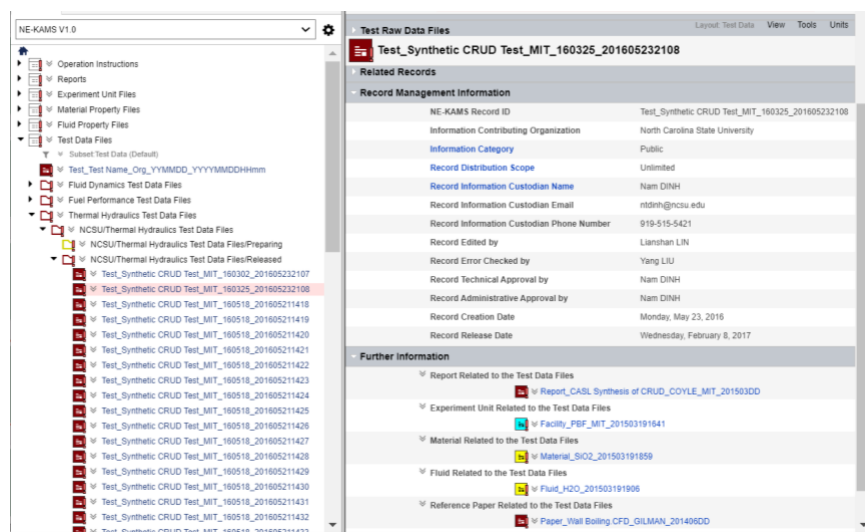 NE-KAMS V1.0
Operation Instructions
Reports
Experiment Unit Files
Material Property Files
Fluid Property Files
Test Data Files
Subset:Test Data (Default)
Test_Test Name_Org_YYMMDD_YYYYMMDDHHmm
Fluid Dynamics Test Data Files
Fuel Performance Test Data Files
Thermal Hydraulics Test Data Files
NCSU/Thermal Hydraulics Test Data Files
NCSU/Thermal Hydraulics Test Data Files/Preparing
NCSU/Thermal Hydraulics Test Data Files/Released
Test_Synthetic CRUD Test_MIT_160302_201605232107
Test_Synthetic CRUD Test_MIT_160325_201605232108
Test_Synthetic CRUD Test_MIT_160518_201605211418
Test_Synthetic CRUD Test_MIT_160518_201605211419
Test_Synthetic CRUD Test_MIT_160518_201605211420
Test_Synthetic CRUD Test_MIT_160518_201605211421
Test_Synthetic CRUD Test_MIT_160518_201605211422
Test_Synthetic CRUD Test_MIT_160518_201605211423
Test_Synthetic CRUD Test_MIT_160518_201605211424
Test_Synthetic CRUD Test_MIT_160518_201605211425
Test_Synthetic CRUD Test_MIT_160518_201605211426
Test_Synthetic CRUD Test_MIT_160518_201605211427
Test_Synthetic CRUD Test_MIT_160518_201605211428
Test_Synthetic CRUD Test_MIT_160518_201605211429
Test_Synthetic CRUD Test_MIT_160518_201605211430
Test_Synthetic CRUD Test_MIT_160518_201605211431
Test_Synthetic CRUD Test_MIT_160518_201605211432
Test_Synthetic CRUD Test_MIT_160518_201605211433
Test Raw Data Files Layout: Test Data View Tools Units
Test_Synthetic CRUD Test_MIT_160325_201605232108
Related Records
Record Management Information
NE-KAMS Record ID Test_Synthetic CRUD Test_MIT_160325_201605232108
Information Contributing Organization North Carolina State University
Information Category Public
Record Distribution Scope Unlimited
Record Information Custodian Name Nam DINH
Record Information Custodian Email ntdinh@ncsu.edu
Record Information Custodian Phone Number 919-515-5421
Record Edited by Lianshan LIN
Record Error Checked by Yang LIU
Record Technical Approval by Nam DINH
Record Administrative Approval by Nam DINH
Record Creation Date Monday, May 23, 2016
Record Release Date Wednesday, February 8, 2017
Further Information
Report Related to the Test Data Files
Report_CASL Synthesis of CRUD_COYLE_MIT_201503DD
Experiment Unit Related to the Test Data Files
Facility_PBF_MIT_201503191641
Material Related to the Test Data Files
Material_SiO2_201503191859
Fluid Related to the Test Data Files
Fluid_H2O_201503191906
Reference Paper Related to the Test Data Files
Paper_Wall Boiling.CFD_GILMAN_201406DD